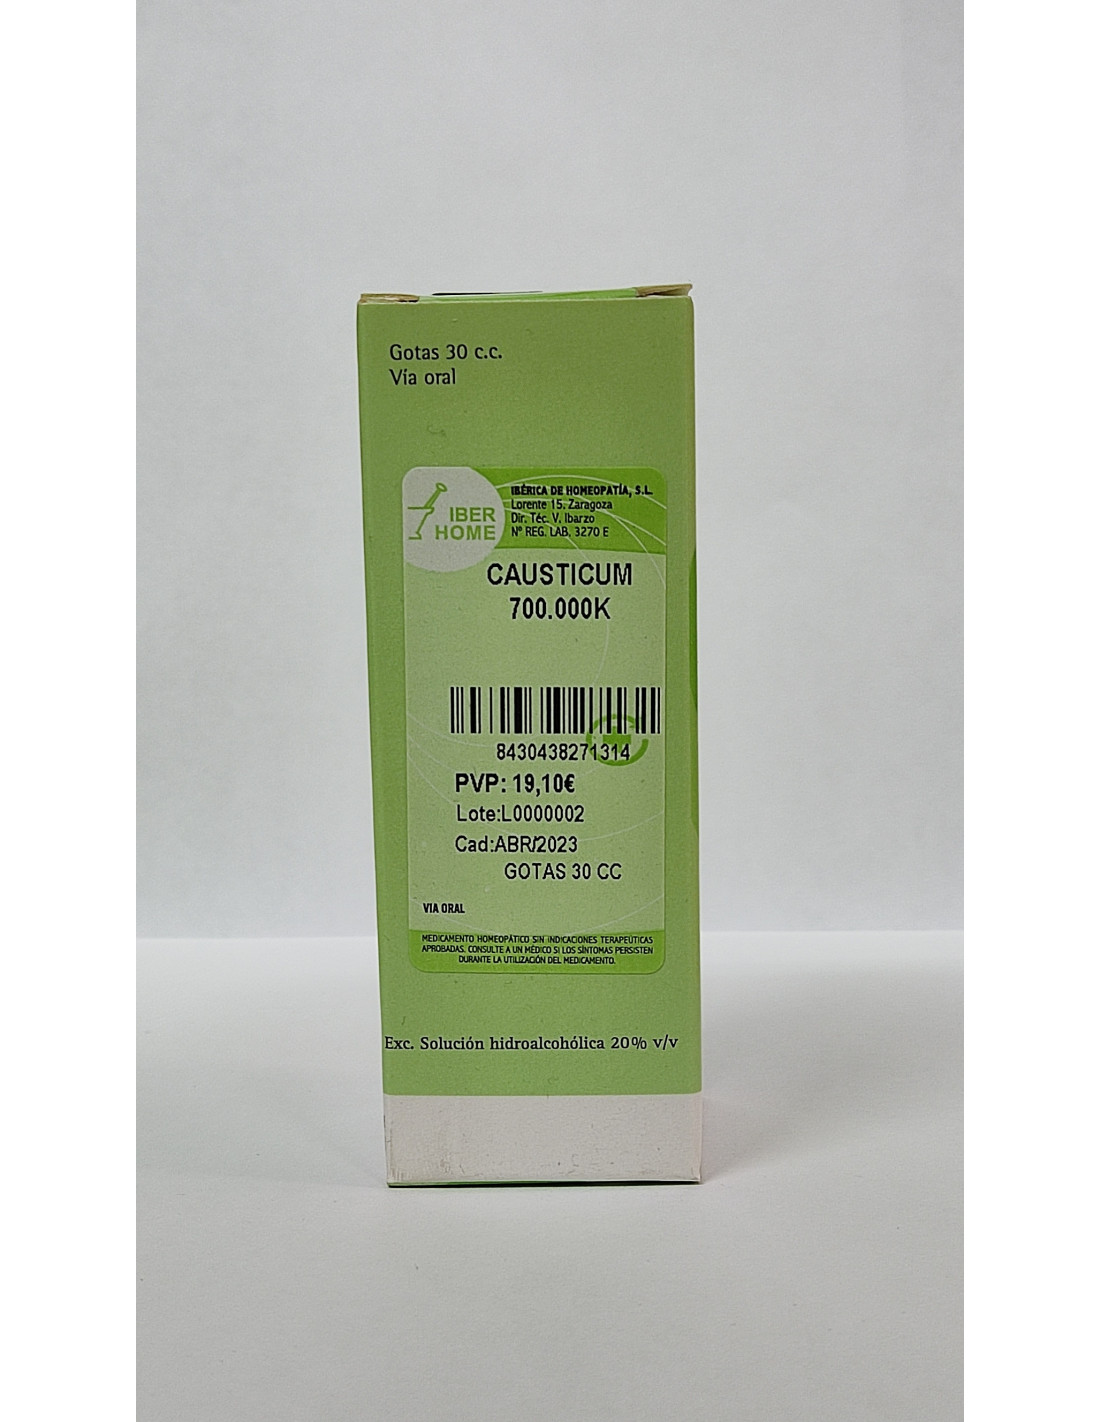 Gotas 30 c.c.
Vía oral
IBER
HOME
IBÉRICA DE HOMEOPATÍA, S.L.
Lorente 15. Zaragoza
Dir. Téc. V. Ibarzo
Nº REG. LAB, 3270 E
CAUSTICUM
700.000K
8430438271314
PVP: 19,10€
Lote:L0000002
Cad:ABR/2023
GOTAS 30 CC
VIA ORAL
MEDICAMENTO HOMEOPÁTICO SIN INDICACIONES TERAPEUTICAS
APROBADAS. CONSULTE A UN MÉDICO SI LOS SÍNTOMAS PERSISTEN
DURANTE LA UTILIZACIÓN DEL MEDICAMENTO.
Exc. Solución hidroalcohólica 20% v/v